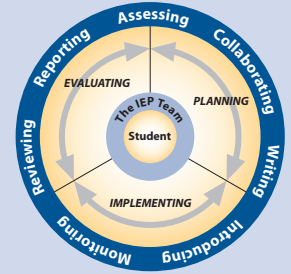 Assessing
Collaborating
Writing
Introducing
Monitoring
Reviewing
Reporting
EVALUATING
PLANNING
IMPLEMENTING
The IEP Team
Student